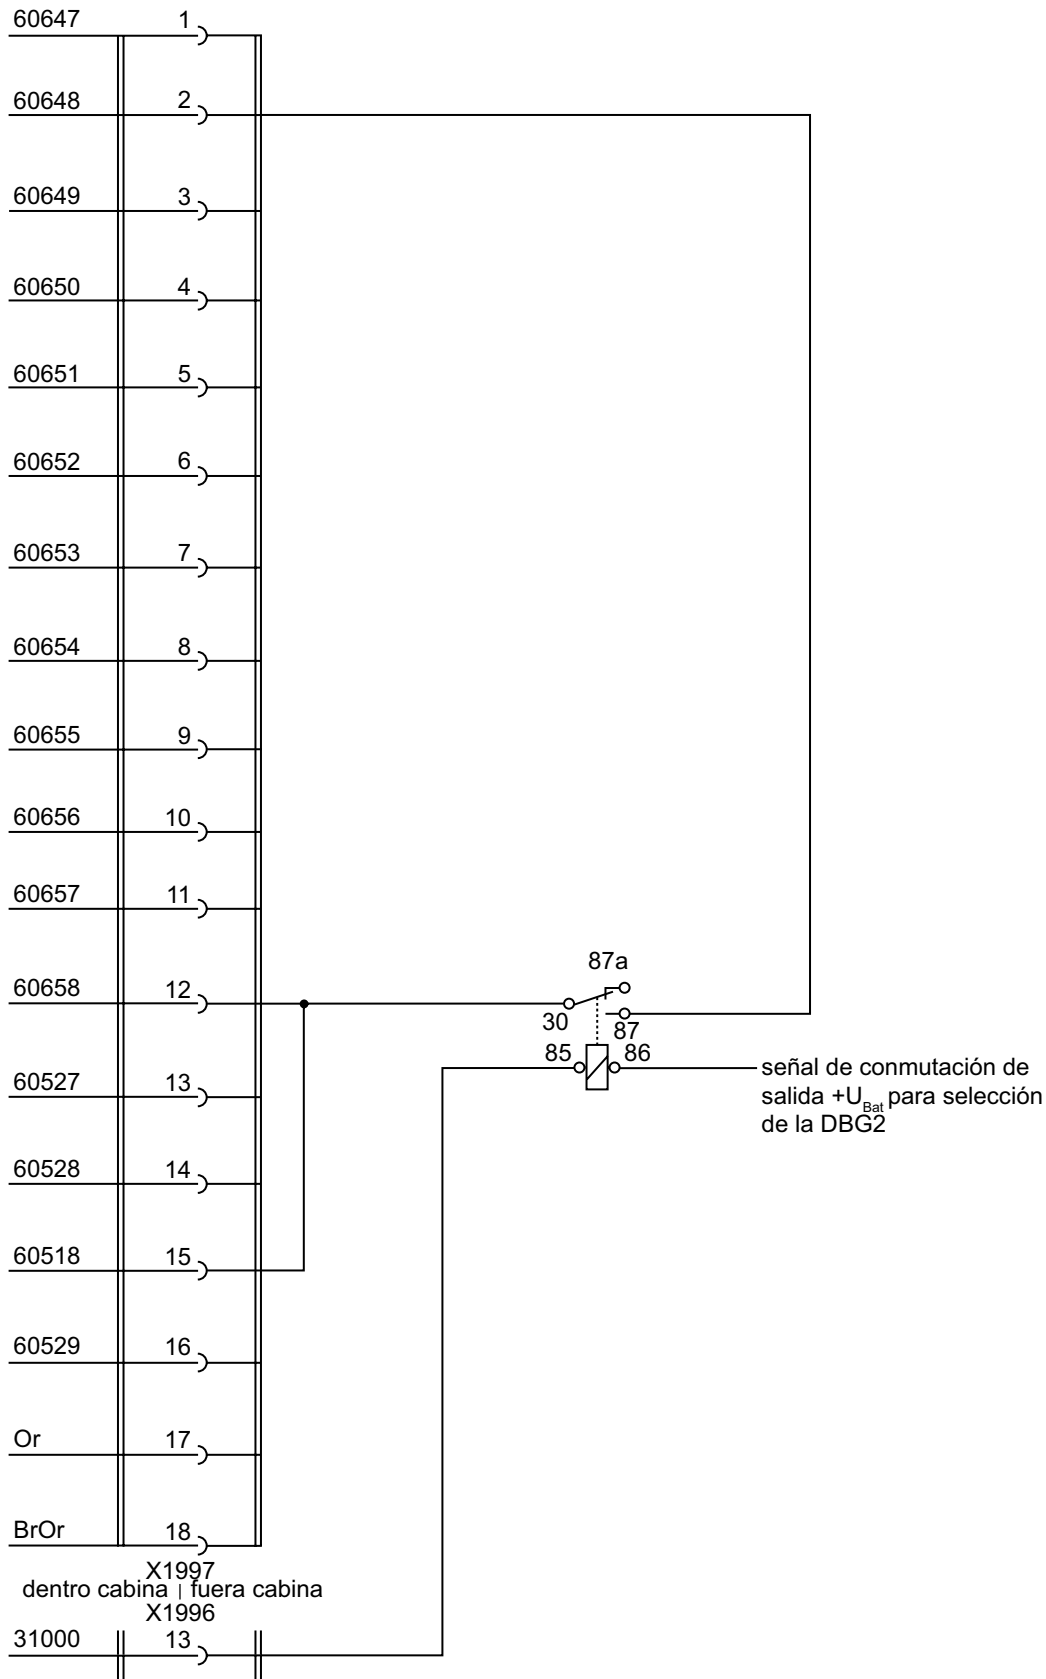 60647 1
60648 2
60649 3
60650 4
60651 5
60652 6
60653 7
60654 8
60655 9
60656 10
60657 11
87a
60658 12
30
87
85
86
señal de conmutación de
salida +U_Bat para selección
de la DBG2
60527 13
60528 14
60518 15
60529 16
Or 17
BrOr 18
X1997
dentro cabina | fuera cabina
X1996
31000 13